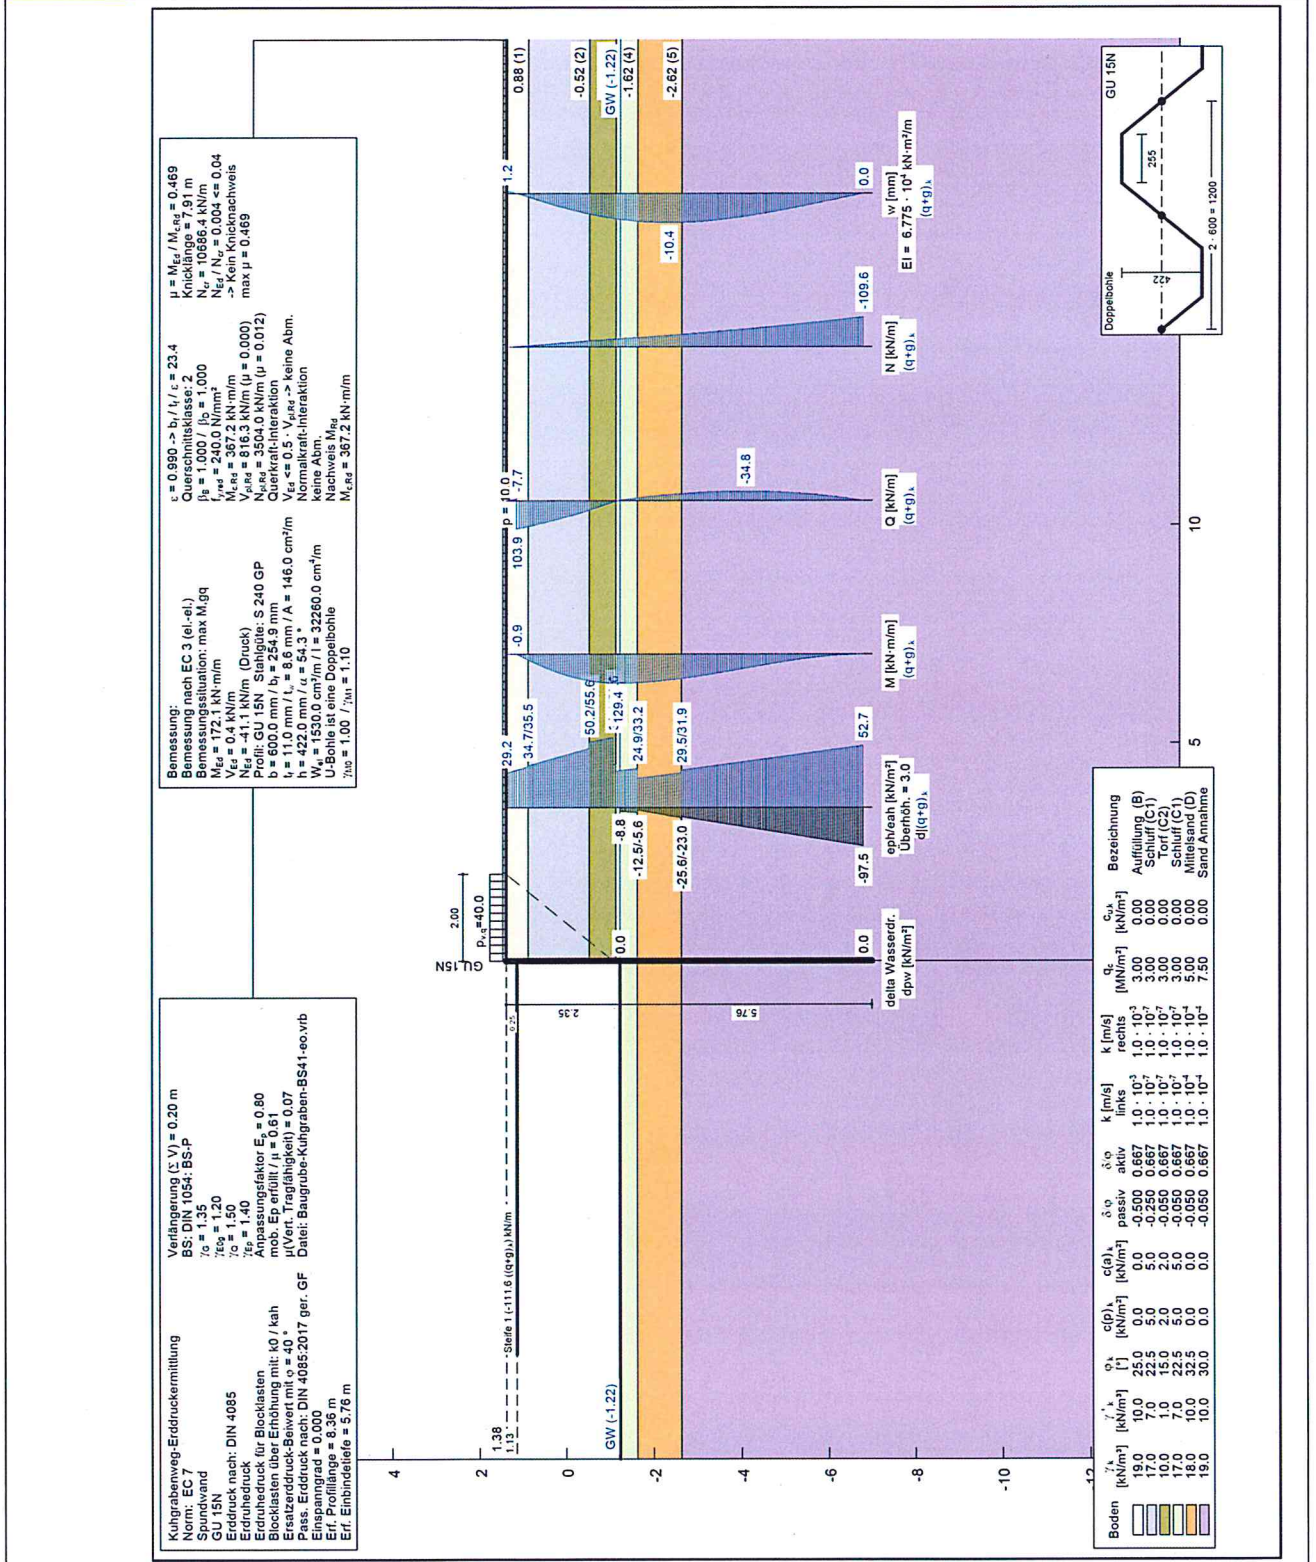 Kuhgrabenweg-Erddruckermittlung
Norm: EC 7
Spundwand
GU 15N
Erddruck nach: DIN 4085
Erdruhedruck
Erdruhedruck für Blocklasten
Blocklasten über Erhöhung mit: k0 / kah
Ersatzerddruck-Beiwert mit φ = 40 °
Pass. Erddruck nach: DIN 4085:2017 ger. GF
Einspanngrad = 0.000
Erf. Profillänge = 8.36 m
Erf. Einbindetiefe = 5.76 m
Verlängerung (Σ V) = 0.20 m
BS: DIN 1054: BS-P
γG = 1.35
γE0g = 1.20
γQ = 1.50
γEp = 1.40
Anpassungsfaktor Ep = 0.80
mob. Ep erfüllt / μ = 0.61
μ(Vert. Tragfähigkeit) = 0.07
Datei: Baugrube-Kuhgraben-BS41-eo.vrb
Bemessung:
Bemessung nach EC 3 (el.-el.)
Bemessungssituation: max M,gq
MEd = 172.1 kN·m/m
VEd = 0.4 kN/m
NEd = -41.1 kN/m (Druck)
Profil: GU 15N   Stahlgüte: S 240 GP
b = 600.0 mm / bf = 254.9 mm
tf = 11.0 mm / tw = 8.6 mm / A = 146.0 cm²/m
h = 422.0 mm / α = 54.3 °
Wel = 1530.0 cm³/m / I = 32260.0 cm⁴/m
U-Bohle ist eine Doppelbohle
γM0 = 1.00 / γM1 = 1.10
ε = 0.990 -> bf / tf / ε = 23.4
Querschnittsklasse: 2
βB = 1.000 / βD = 1.000
fy,red = 240.0 N/mm²
Mc,Rd = 367.2 kN·m/m
Vpl,Rd = 816.3 kN/m (μ = 0.000)
Npl,Rd = 3504.0 kN/m (μ = 0.012)
Querkraft-Interaktion
VEd <= 0.5 · Vpl,Rd -> keine Abm.
Normalkraft-Interaktion
keine Abm.
Nachweis MRd
Mc,Rd = 367.2 kN·m/m
μ = MEd / Mc,Rd = 0.469
Knicklänge = 7.91 m
Ncr = 10686.4 kN/m
NEd / Ncr = 0.004 <= 0.04
-> Kein Knicknachweis
max μ = 0.469
4
2
0
-2
-4
-6
-8
-10
-12
1.38
1.13
Steife 1 (-111.6 ((q+g)k) kN/m
GW (-1.22)
0.25
2.35
5.76
GU 15N
2.00
pv,q=40.0
0.0
0.0
delta Wasserdr.
dpw [kN/m²]
29.2
34.7/35.5
50.2/55.6
129.4
24.9/33.2
29.5/31.9
52.7
-8.8
-12.5/-5.6
-25.6/-23.0
-97.5
eph/eah [kN/m²]
Überhöh. = 3.0
d|(q+g)k
-0.9
M [kN·m/m]
(q+g)k
p = 10.0
103.9
-7.7
-34.8
Q [kN/m]
(q+g)k
-109.6
N [kN/m]
(q+g)k
1.2
-10.4
0.0
w [mm]
EI = 6.775 · 10⁴ kN·m²/m
(q+g)k
0.88 (1)
-0.52 (2)
GW (-1.22)
-1.62 (4)
-2.62 (5)
5
10
Boden γk [kN/m³] γ'k [kN/m³] φk [°] c(p)k [kN/m²] c(a)k [kN/m²] δ/φ passiv δ/φ aktiv k [m/s] links k [m/s] rechts qc [MN/m²] cu,k [kN/m²] Bezeichnung
19.0 10.0 25.0 0.0 0.0 -0.500 0.667 1.0 · 10⁻³ 1.0 · 10⁻³ 3.00 0.00 Auffüllung (B)
17.0 7.0 22.5 5.0 5.0 -0.250 0.667 1.0 · 10⁻⁷ 1.0 · 10⁻⁷ 3.00 0.00 Schluff (C1)
10.0 1.0 15.0 2.0 2.0 -0.050 0.667 1.0 · 10⁻⁷ 1.0 · 10⁻⁷ 3.00 0.00 Torf (C2)
17.0 7.0 22.5 5.0 5.0 -0.050 0.667 1.0 · 10⁻⁷ 1.0 · 10⁻⁷ 3.00 0.00 Schluff (C1)
18.0 10.0 32.5 0.0 0.0 -0.050 0.667 1.0 · 10⁻⁴ 1.0 · 10⁻⁴ 5.00 0.00 Mittelsand (D)
19.0 10.0 30.0 0.0 0.0 -0.050 0.667 1.0 · 10⁻⁴ 1.0 · 10⁻⁴ 7.50 0.00 Sand Annahme
Doppelbohle
GU 15N
422
255
2 · 600 = 1200